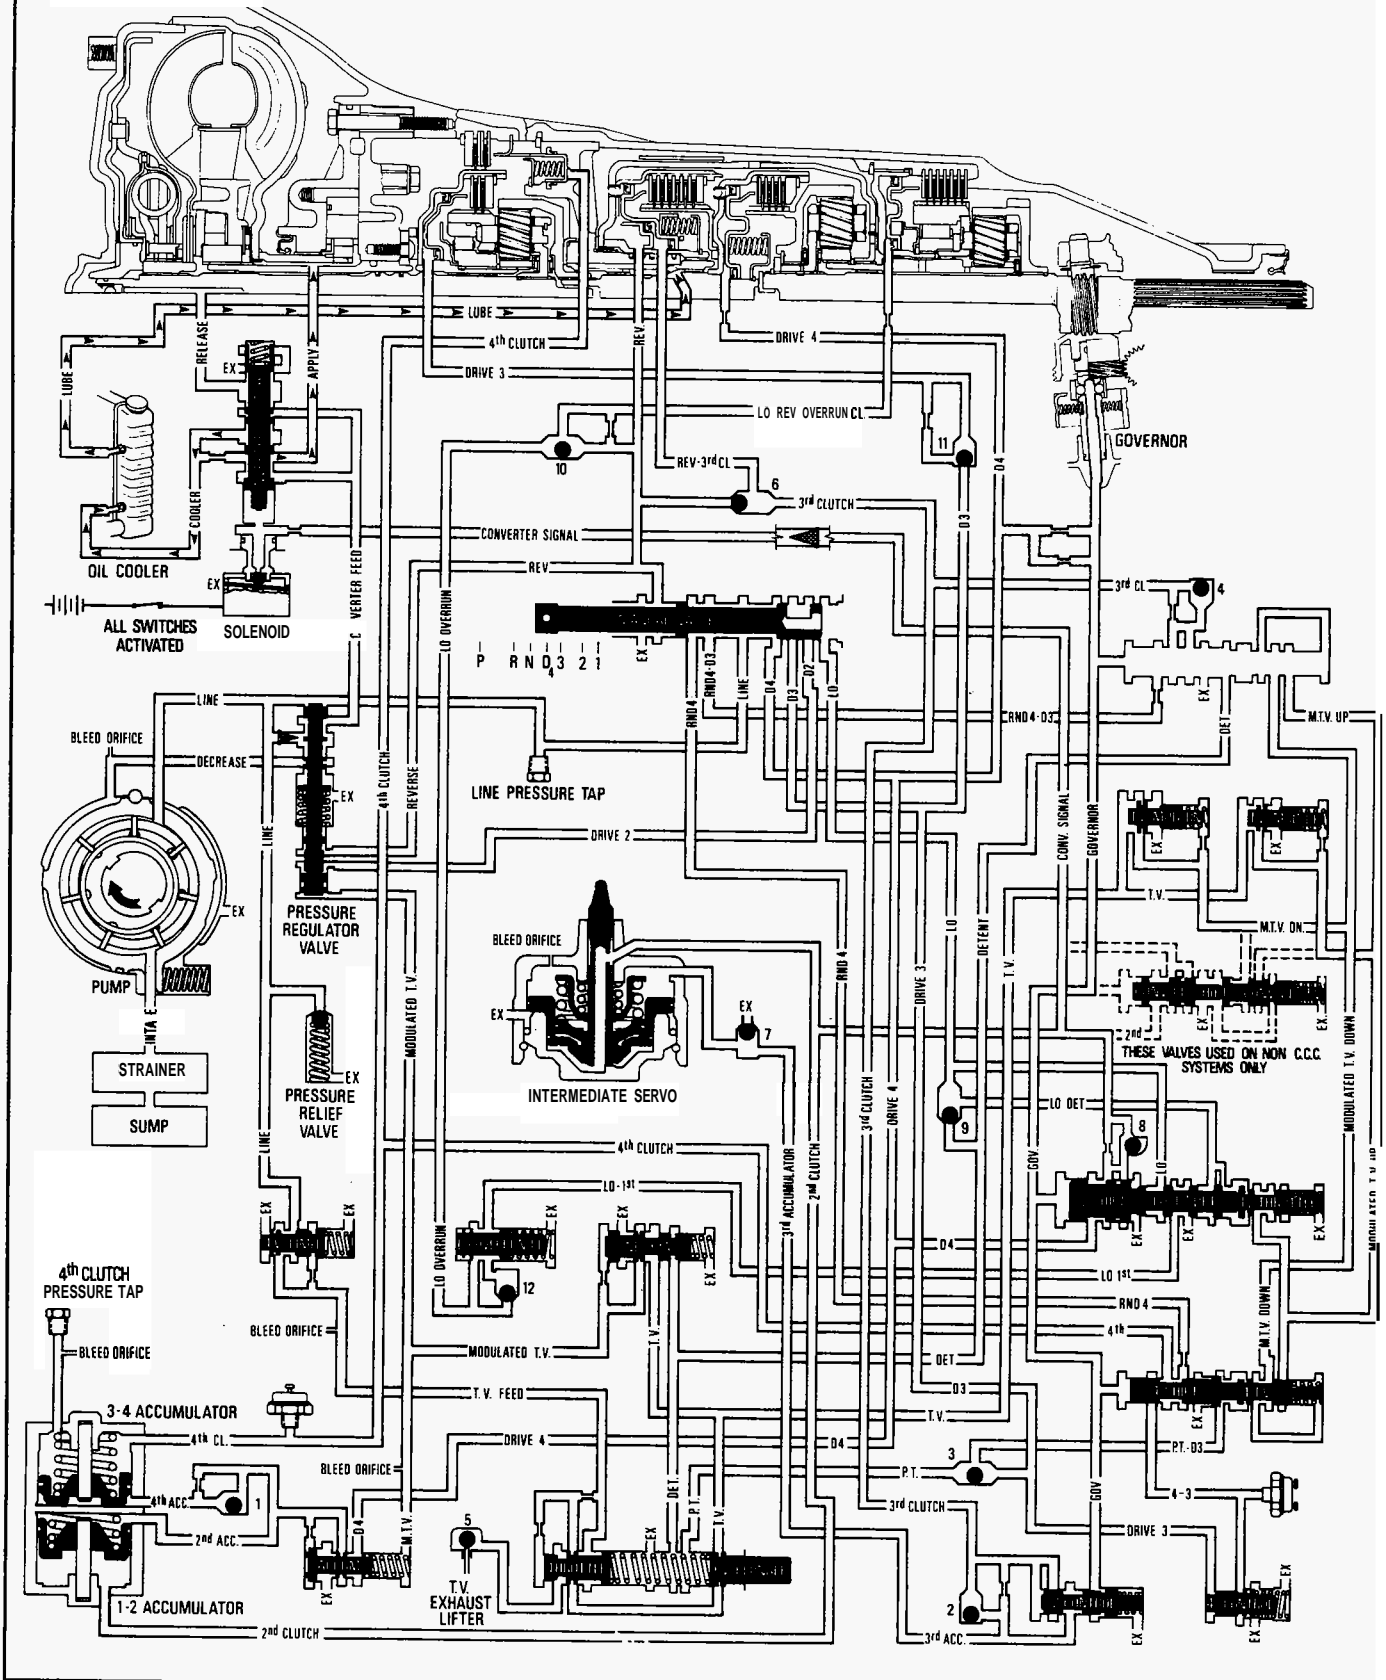 LUBE
4th CLUTCH
DRIVE 4
DRIVE 3
RELEASE
APPLY
REV.
EX
LUBE
LO REV OVERRUN CL
10
11
GOVERNOR
D4
REV-3rd CL
6
3rd CLUTCH
COOLER
D3
CONVERTER SIGNAL
OIL COOLER
EX
REV
VERTER FEED
LO OVERRUN
3rd CL
4
ALL SWITCHES
ACTIVATED
SOLENOID
P R N D4 3 2 1
EX
RND4-D3
LINE
D4
D3
D2
LO
RND4
LINE
RND4-D3
EX
DET
M.T.V. UP
BLEED ORIFICE
DECREASE
EX
4th CLUTCH
REVERSE
LINE PRESSURE TAP
LINE
DRIVE 2
CONV. SIGNAL
GOVERNOR
EX
EX
T.V.
M.T.V. DN.
EX
PRESSURE
REGULATOR
VALVE
PUMP
BLEED ORIFICE
EX
EX
7
LO
DETENT
T.V.
RND4
DRIVE 3
MODULATED T.V.
INTA E
STRAINER
SUMP
EX
PRESSURE
RELIEF
VALVE
INTERMEDIATE SERVO
2nd
EX
EX
THESE VALVES USED ON NON C.C.C.
SYSTEMS ONLY
MODULATED T.V. DOWN
3rd CLUTCH
DRIVE 4
9
LO DET
8
LINE
4th CLUTCH
3rd ACCUMULATOR
2nd CLUTCH
GOV.
LO
LO-1st
EX
EX
EX
EX
EX
EX
EX
EX
MODULATED T.V. UP
LO OVERRUN
12
D4
LO 1st
4th CLUTCH
PRESSURE TAP
RND4
M.T.V. DOWN
BLEED ORIFICE
T.V.
4th
BLEED ORIFICE
MODULATED T.V.
DET
T.V. FEED
D3
3-4 ACCUMULATOR
T.V.
EX
4th CL.
DRIVE 4
D4
3
P.T.-D3
BLEED ORIFICE
P.T.
DET.
P.T.
T.V.
4th ACC.
1
GOV
4-3
3rd CLUTCH
2nd ACC.
D4
M.T.V.
5
EX
DRIVE 3
T.V.
EXHAUST
LIFTER
EX
EX
1-2 ACCUMULATOR
2
2nd CLUTCH
3rd ACC.
EX
EX